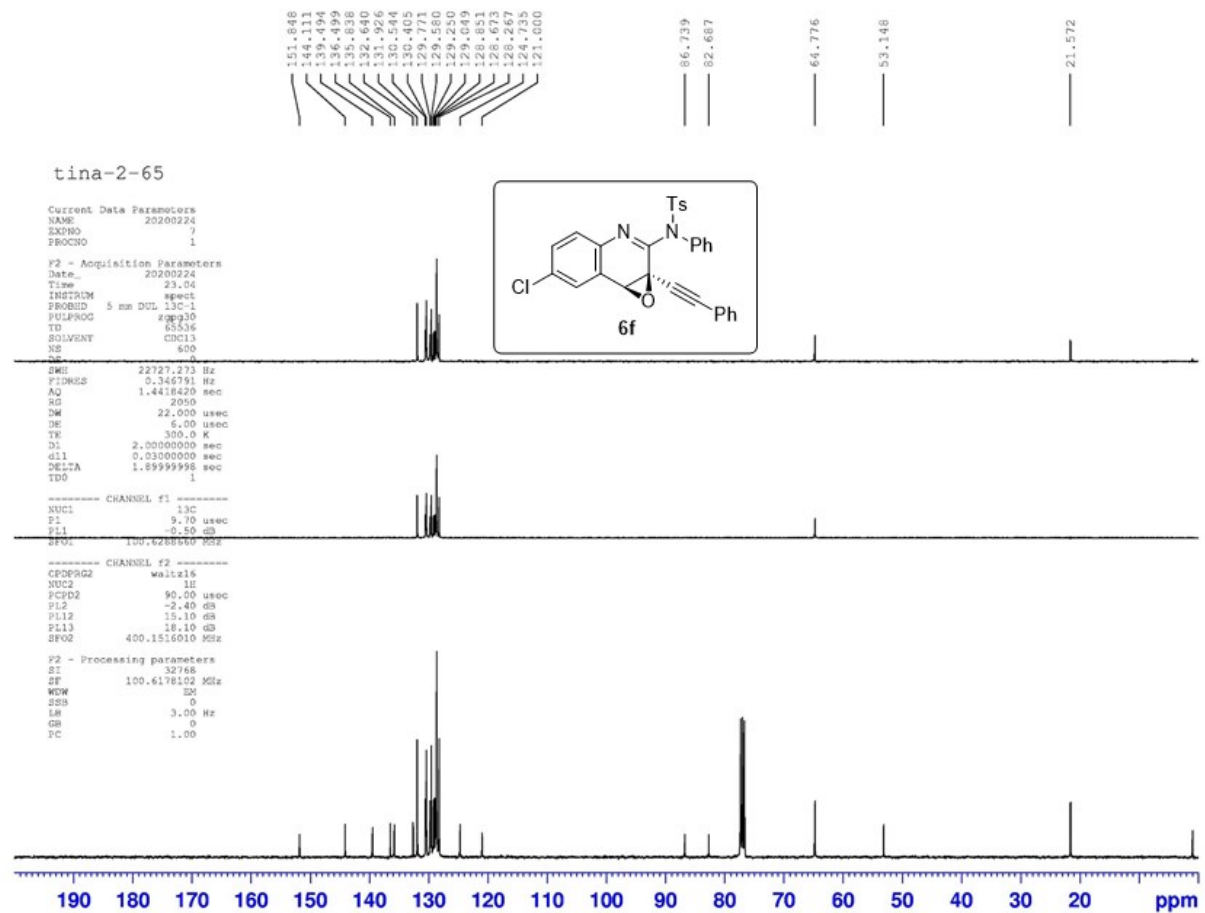 151.848
144.111
139.494
136.499
135.838
132.640
131.926
130.544
130.405
129.771
129.580
129.250
129.049
128.851
128.673
128.267
124.735
121.000
86.739
82.687
64.776
53.148
21.572
tina-2-65
Current Data Parameters
NAME 20200224
EXPNO 7
PROCNO 1
F2 - Acquisition Parameters
Date_ 20200224
Time 23.04
INSTRUM spect
PROBHD 5 mm DUL 13C-1
PULPROG zgpg30
TD 65536
SOLVENT CDCl3
NS 600
DS 0
SWH 22727.273 Hz
FIDRES 0.346791 Hz
AQ 1.4418420 sec
RG 2050
DW 22.000 usec
DE 6.00 usec
TE 300.0 K
D1 2.00000000 sec
d11 0.03000000 sec
DELTA 1.89999998 sec
TD0 1
======== CHANNEL f1 ========
NUC1 13C
P1 9.70 usec
PL1 -0.50 dB
SFO1 100.6288660 MHz
======== CHANNEL f2 ========
CPDPRG2 waltz16
NUC2 1H
PCPD2 90.00 usec
PL2 -2.40 dB
PL12 15.10 dB
PL13 18.10 dB
SFO2 400.1516010 MHz
F2 - Processing parameters
SI 32768
SF 100.6178102 MHz
WDW EM
SSB 0
LB 3.00 Hz
GB 0
PC 1.00
Ts
N
N
Ph
Cl
O
Ph
6f
190 180 170 160 150 140 130 120 110 100 90 80 70 60 50 40 30 20 ppm